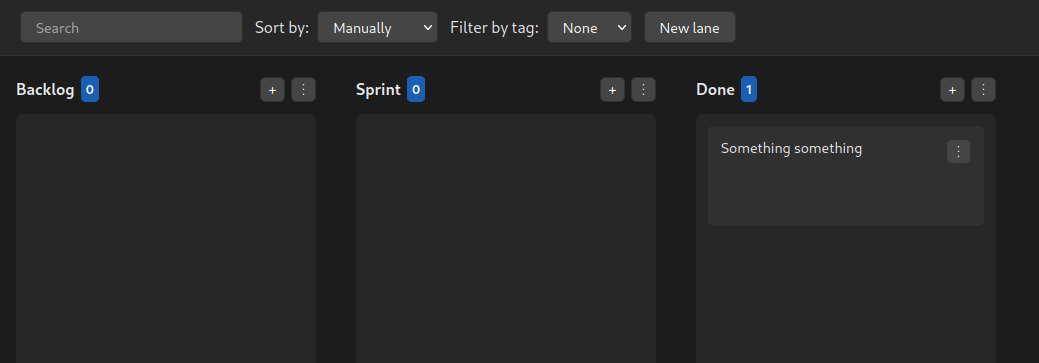 Search Sort by: Manually Filter by tag: None New lane
Backlog 0 + ⋮ Sprint 0 + ⋮ Done 1 + ⋮
Something something ⋮